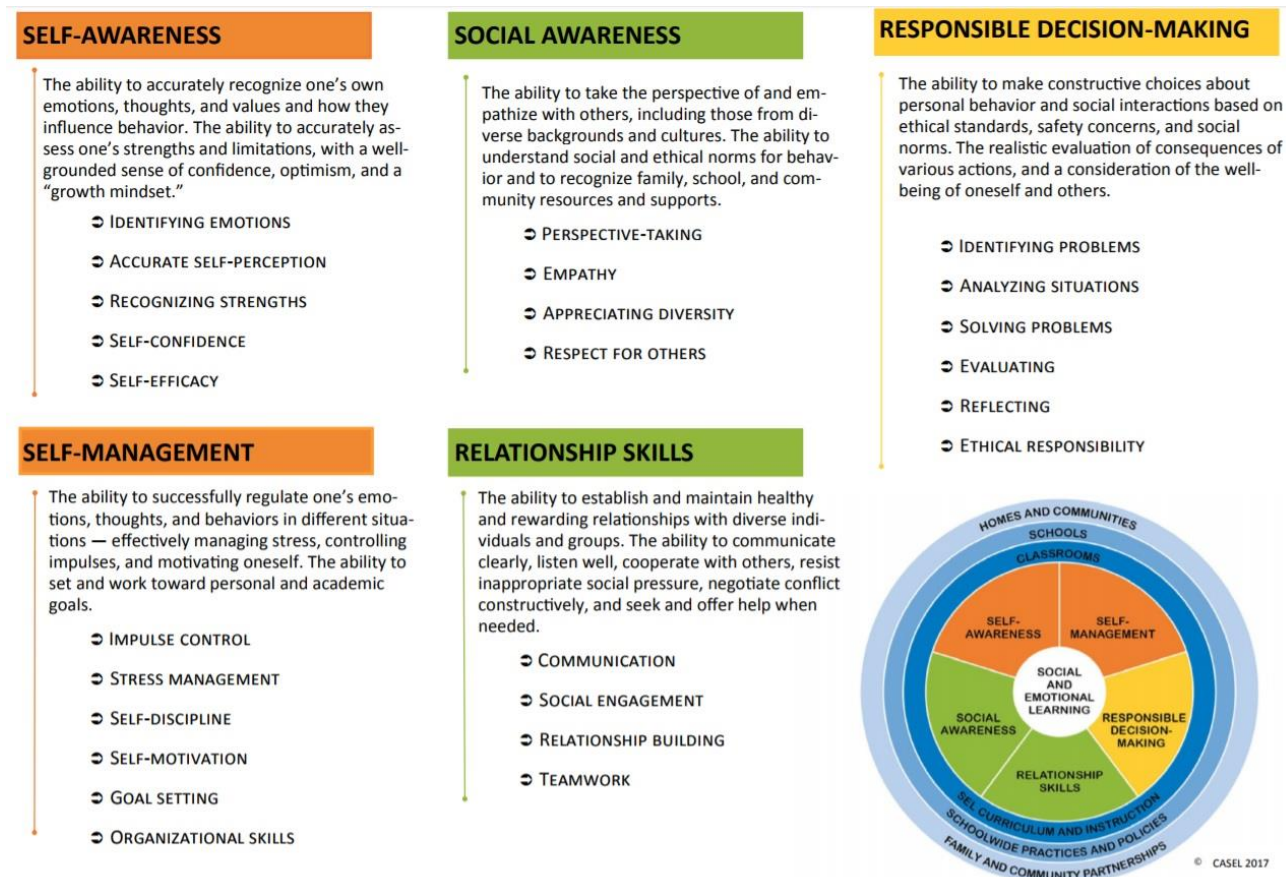 SELF-AWARENESS
The ability to accurately recognize one's own
emotions, thoughts, and values and how they
influence behavior. The ability to accurately as-
sess one's strengths and limitations, with a well-
grounded sense of confidence, optimism, and a
“growth mindset.”
➲ IDENTIFYING EMOTIONS
➲ ACCURATE SELF-PERCEPTION
➲ RECOGNIZING STRENGTHS
➲ SELF-CONFIDENCE
➲ SELF-EFFICACY
SELF-MANAGEMENT
The ability to successfully regulate one's emo-
tions, thoughts, and behaviors in different situa-
tions — effectively managing stress, controlling
impulses, and motivating oneself. The ability to
set and work toward personal and academic
goals.
➲ IMPULSE CONTROL
➲ STRESS MANAGEMENT
➲ SELF-DISCIPLINE
➲ SELF-MOTIVATION
➲ GOAL SETTING
➲ ORGANIZATIONAL SKILLS
SOCIAL AWARENESS
The ability to take the perspective of and em-
pathize with others, including those from di-
verse backgrounds and cultures. The ability to
understand social and ethical norms for behav-
ior and to recognize family, school, and com-
munity resources and supports.
➲ PERSPECTIVE-TAKING
➲ EMPATHY
➲ APPRECIATING DIVERSITY
➲ RESPECT FOR OTHERS
RELATIONSHIP SKILLS
The ability to establish and maintain healthy
and rewarding relationships with diverse indi-
viduals and groups. The ability to communicate
clearly, listen well, cooperate with others, resist
inappropriate social pressure, negotiate conflict
constructively, and seek and offer help when
needed.
➲ COMMUNICATION
➲ SOCIAL ENGAGEMENT
➲ RELATIONSHIP BUILDING
➲ TEAMWORK
RESPONSIBLE DECISION-MAKING
The ability to make constructive choices about
personal behavior and social interactions based on
ethical standards, safety concerns, and social
norms. The realistic evaluation of consequences of
various actions, and a consideration of the well-
being of oneself and others.
➲ IDENTIFYING PROBLEMS
➲ ANALYZING SITUATIONS
➲ SOLVING PROBLEMS
➲ EVALUATING
➲ REFLECTING
➲ ETHICAL RESPONSIBILITY
HOMES AND COMMUNITIES
SCHOOLS
CLASSROOMS
SELF-
AWARENESS
SELF-
MANAGEMENT
SOCIAL
AND
EMOTIONAL
LEARNING
SOCIAL
AWARENESS
RESPONSIBLE
DECISION-
MAKING
RELATIONSHIP
SKILLS
SEL CURRICULUM AND INSTRUCTION
SCHOOLWIDE PRACTICES AND POLICIES
FAMILY AND COMMUNITY PARTNERSHIPS
© CASEL 2017